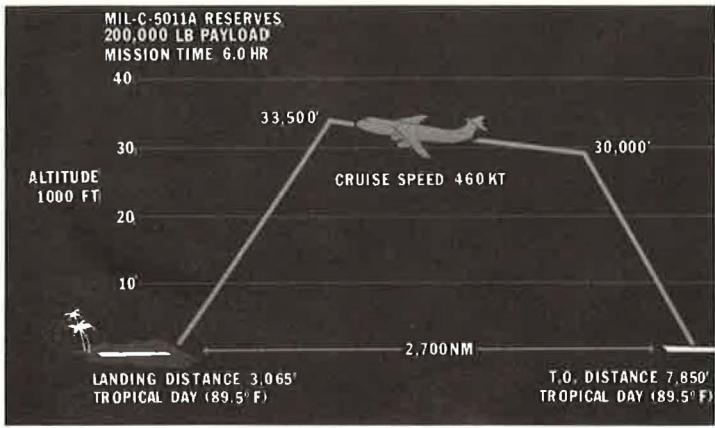 MIL-C-5011A RESERVES
200,000 LB PAYLOAD
MISSION TIME 6.0 HR
40
33,500'
30
30,000'
ALTITUDE
1000 FT
CRUISE SPEED 460 KT
20
10
2,700NM
LANDING DISTANCE 3,065'
TROPICAL DAY (89.5° F)
T.O. DISTANCE 7,850'
TROPICAL DAY (89.5° F)